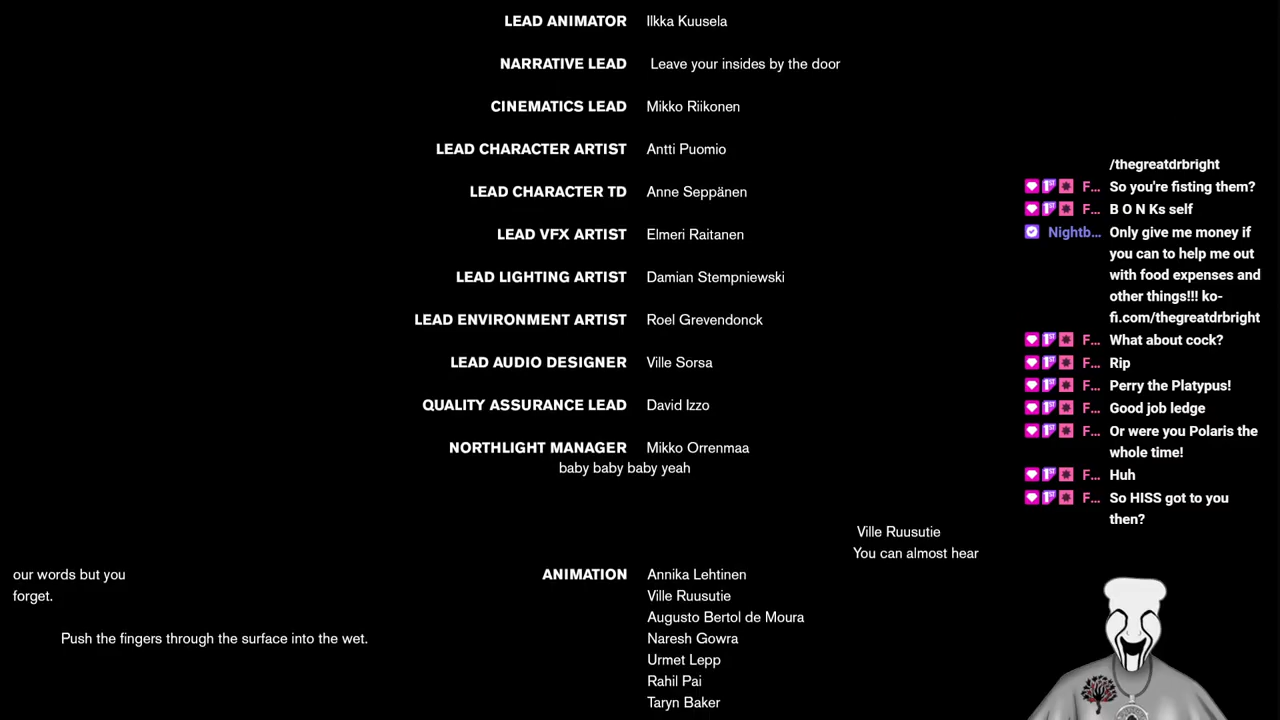 LEAD ANIMATOR Ilkka Kuusela
NARRATIVE LEAD Leave your insides by the door
CINEMATICS LEAD Mikko Riikonen
LEAD CHARACTER ARTIST Antti Puomio
LEAD CHARACTER TD Anne Seppänen
LEAD VFX ARTIST Elmeri Raitanen
LEAD LIGHTING ARTIST Damian Stempniewski
LEAD ENVIRONMENT ARTIST Roel Grevendonck
LEAD AUDIO DESIGNER Ville Sorsa
QUALITY ASSURANCE LEAD David Izzo
NORTHLIGHT MANAGER Mikko Orrenmaa
baby baby baby yeah
Ville Ruusutie
You can almost hear
our words but you
forget.
Push the fingers through the surface into the wet.
ANIMATION Annika Lehtinen
Ville Ruusutie
Augusto Bertol de Moura
Naresh Gowra
Urmet Lepp
Rahil Pai
Taryn Baker
/thegreatdrbright
F... So you're fisting them?
F... B O N Ks self
Nightb... Only give me money if
you can to help me out
with food expenses and
other things!!! ko-
fi.com/thegreatdrbright
F... What about cock?
F... Rip
F... Perry the Platypus!
F... Good job ledge
F... Or were you Polaris the
whole time!
F... Huh
F... So HISS got to you
then?